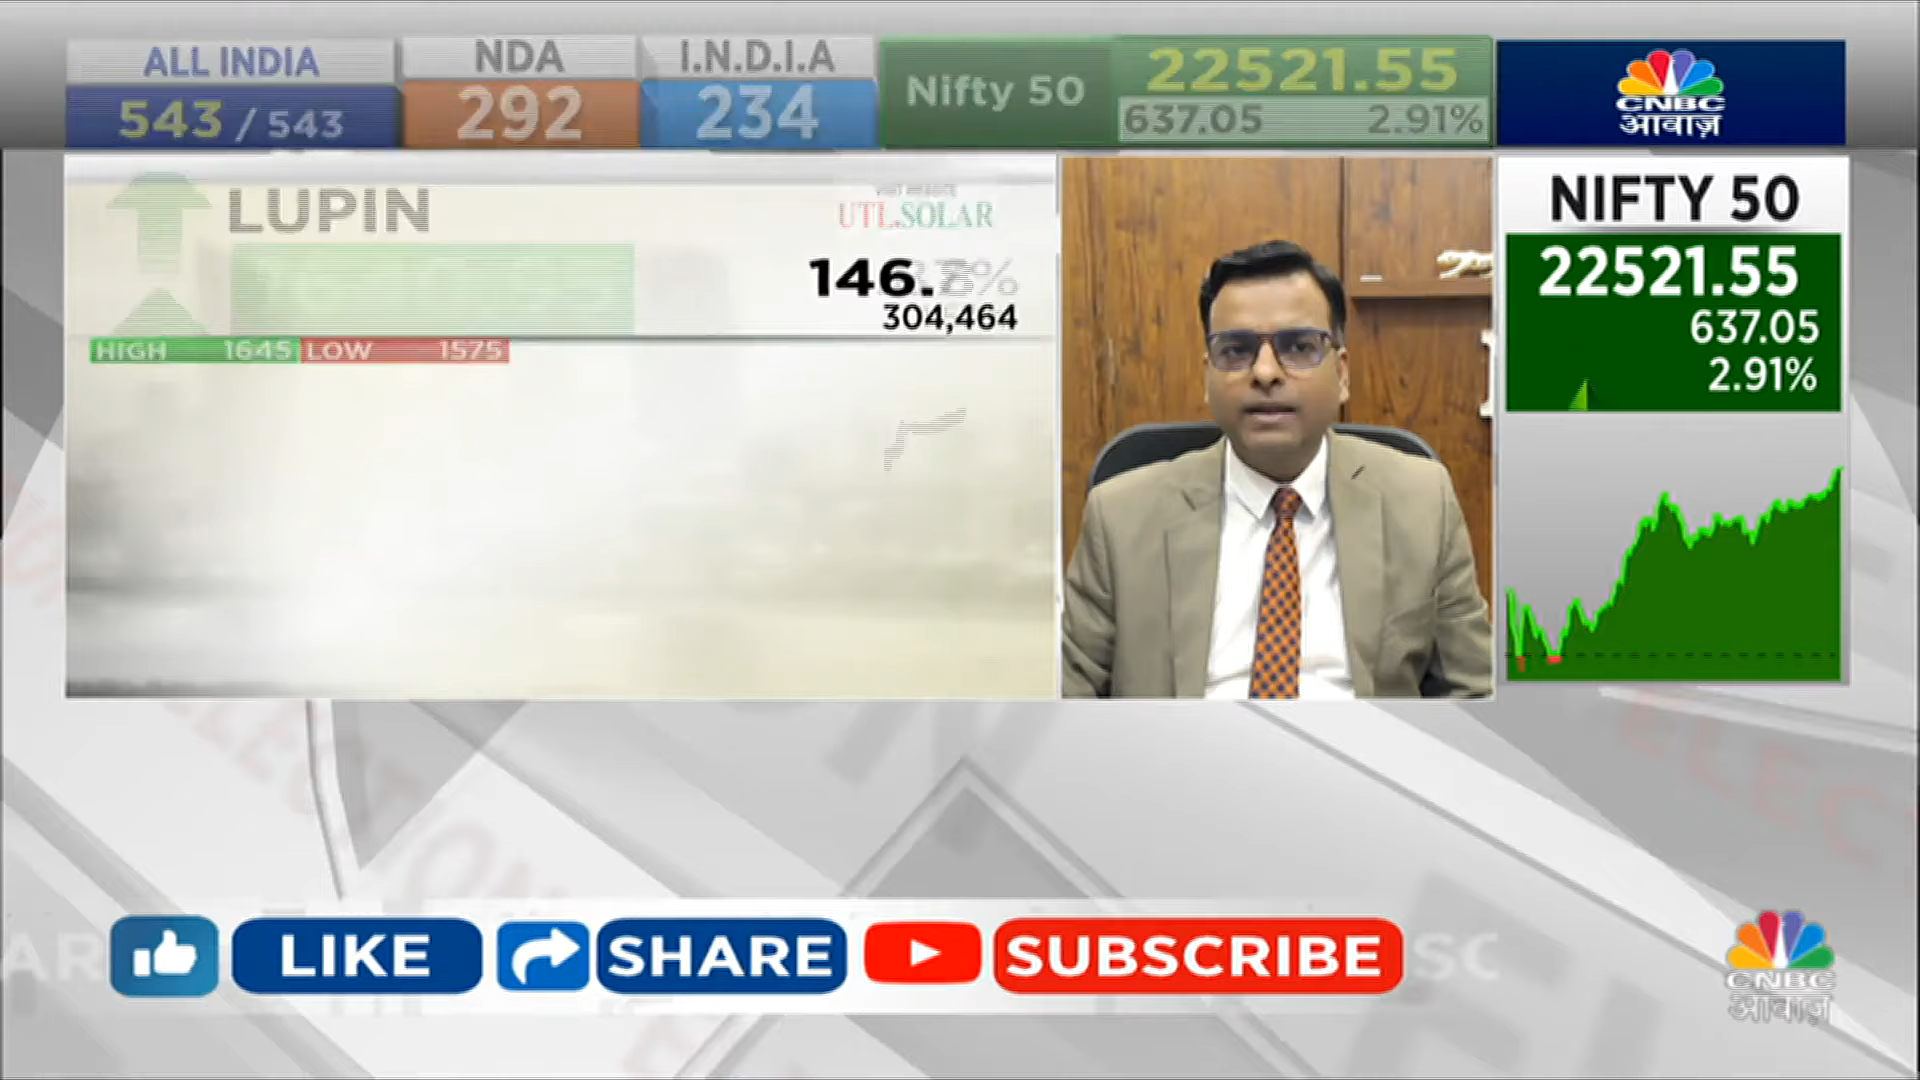 ALL INDIA
543 / 543
NDA
292
I.N.D.I.A
234
Nifty 50
22521.55
637.05 2.91%
CNBC
आवाज़
LUPIN
VISIT WEBSITE
UTL.SOLAR
304,464
HIGH 1645 LOW 1575
NIFTY 50
22521.55
637.05
2.91%
LIKE SHARE SUBSCRIBE
CNBC
आवाज़